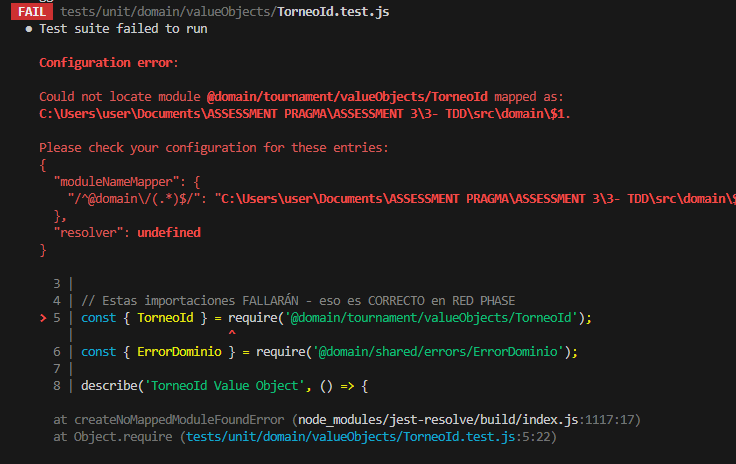 FAIL tests/unit/domain/valueObjects/TorneoId.test.js
● Test suite failed to run
Configuration error:
Could not locate module @domain/tournament/valueObjects/TorneoId mapped as:
C:\Users\user\Documents\ASSESSMENT PRAGMA\ASSESSMENT 3\3- TDD\src\domain\$1.
Please check your configuration for these entries:
{
"moduleNameMapper": {
"/^@domain\/(.*)$/": "C:\Users\user\Documents\ASSESSMENT PRAGMA\ASSESSMENT 3\3- TDD\src\domain\$
},
"resolver": undefined
}
3 |
4 | // Estas importaciones FALLARÁN - eso es CORRECTO en RED PHASE
> 5 | const { TorneoId } = require('@domain/tournament/valueObjects/TorneoId');
| ^
6 | const { ErrorDominio } = require('@domain/shared/errors/ErrorDominio');
7 |
8 | describe('TorneoId Value Object', () => {
at createNoMappedModuleFoundError (node_modules/jest-resolve/build/index.js:1117:17)
at Object.require (tests/unit/domain/valueObjects/TorneoId.test.js:5:22)